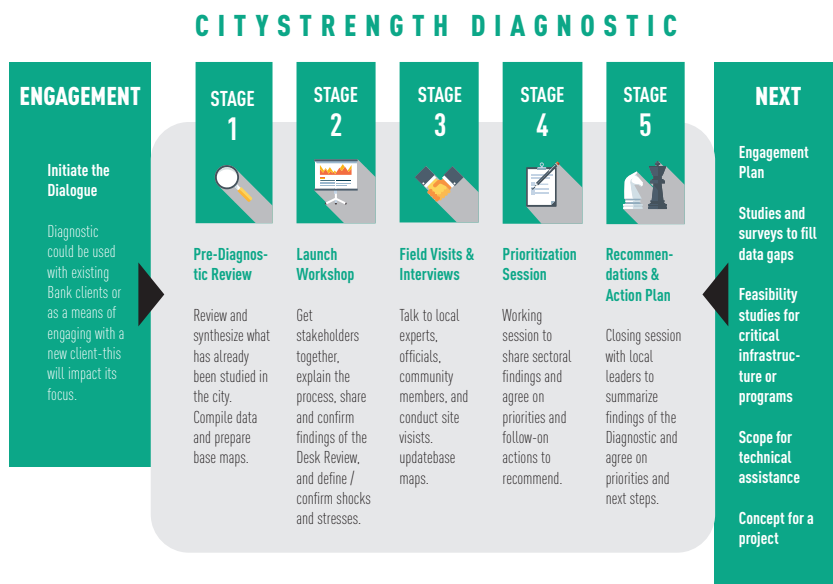 CITYSTRENGTH DIAGNOSTIC
ENGAGEMENT
Initiate the
Dialogue
Diagnostic
could be used
with existing
Bank clients or
as a means of
engaging with a
new client-this
will impact its
focus.
STAGE
1
Pre-Diagnos-
tic Review
Review and
synthesize what
has already
been studied in
the city.
Compile data
and prepare
base maps.
STAGE
2
Launch
Workshop
Get
stakeholders
together,
explain the
process, share
and confirm
findings of the
Desk Review,
and define /
confirm shocks
and stresses.
STAGE
3
Field Visits &
Interviews
Talk to local
experts,
officials,
community
members, and
conduct site
visists.
updatebase
maps.
STAGE
4
Prioritization
Session
Working
session to
share sectoral
findings and
agree on
priorities and
follow-on
actions to
recommend.
STAGE
5
Recommen-
dations &
Action Plan
Closing session
with local
leaders to
summarize
findings of the
Diagnostic and
agree on
priorities and
next steps.
NEXT
Engagement
Plan
Studies and
surveys to fill
data gaps
Feasibility
studies for
critical
infrastruc-
ture or
programs
Scope for
technical
assistance
Concept for a
project